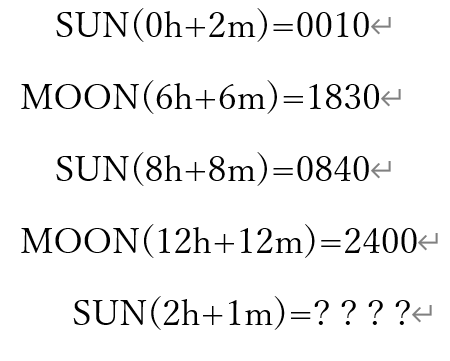 SUN(0h+2m)=0010↵
MOON(6h+6m)=1830↵
SUN(8h+8m)=0840↵
MOON(12h+12m)=2400↵
SUN(2h+1m)=? ? ? ?↵